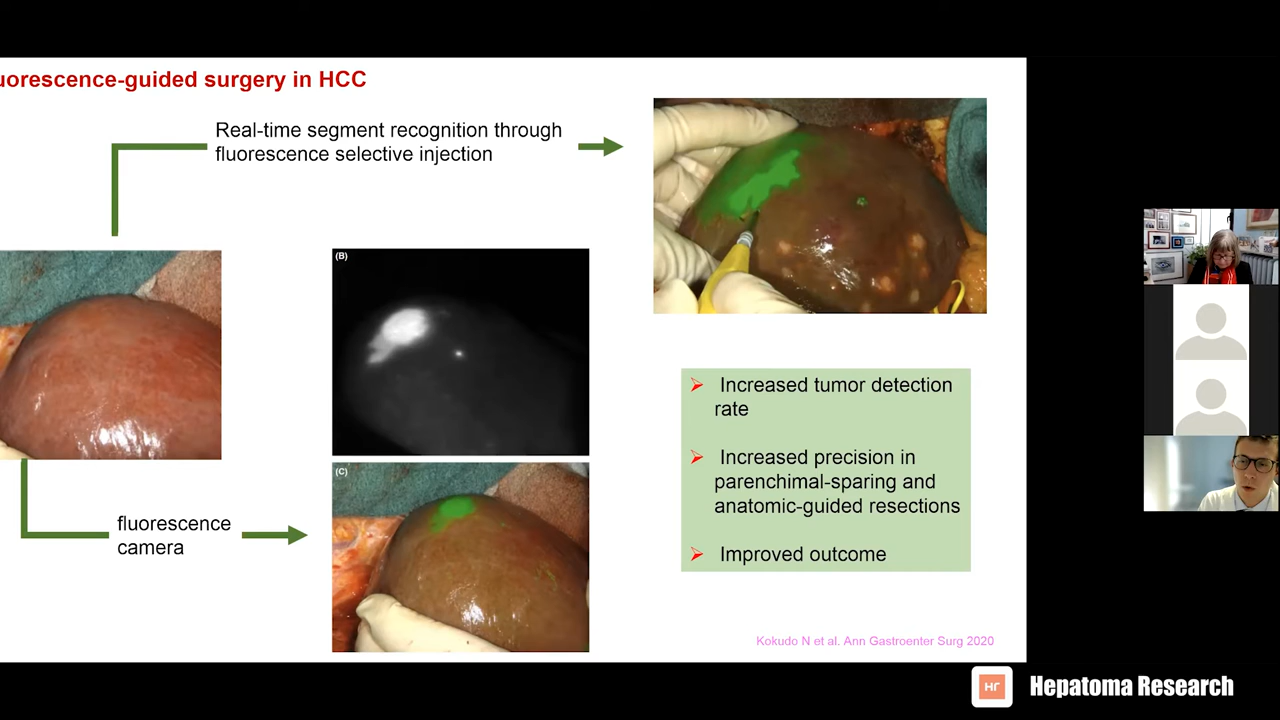 uorescence-guided surgery in HCC
Real-time segment recognition through
fluorescence selective injection
(B)
(C)
fluorescence
camera
Increased tumor detection
rate
Increased precision in
parenchimal-sparing and
anatomic-guided resections
Improved outcome
Kokudo N et al. Ann Gastroenter Surg 2020
Hr
Hepatoma Research